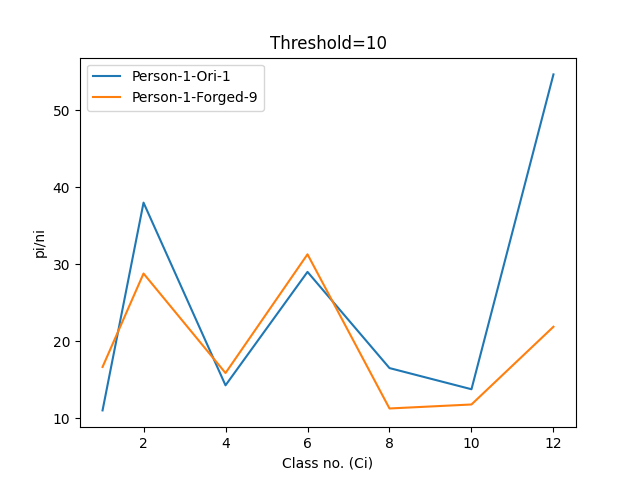 Threshold=10
Person-1-Ori-1
Person-1-Forged-9
50
40
30
20
10
pi/ni
2 4 6 8 10 12
Class no. (Ci)